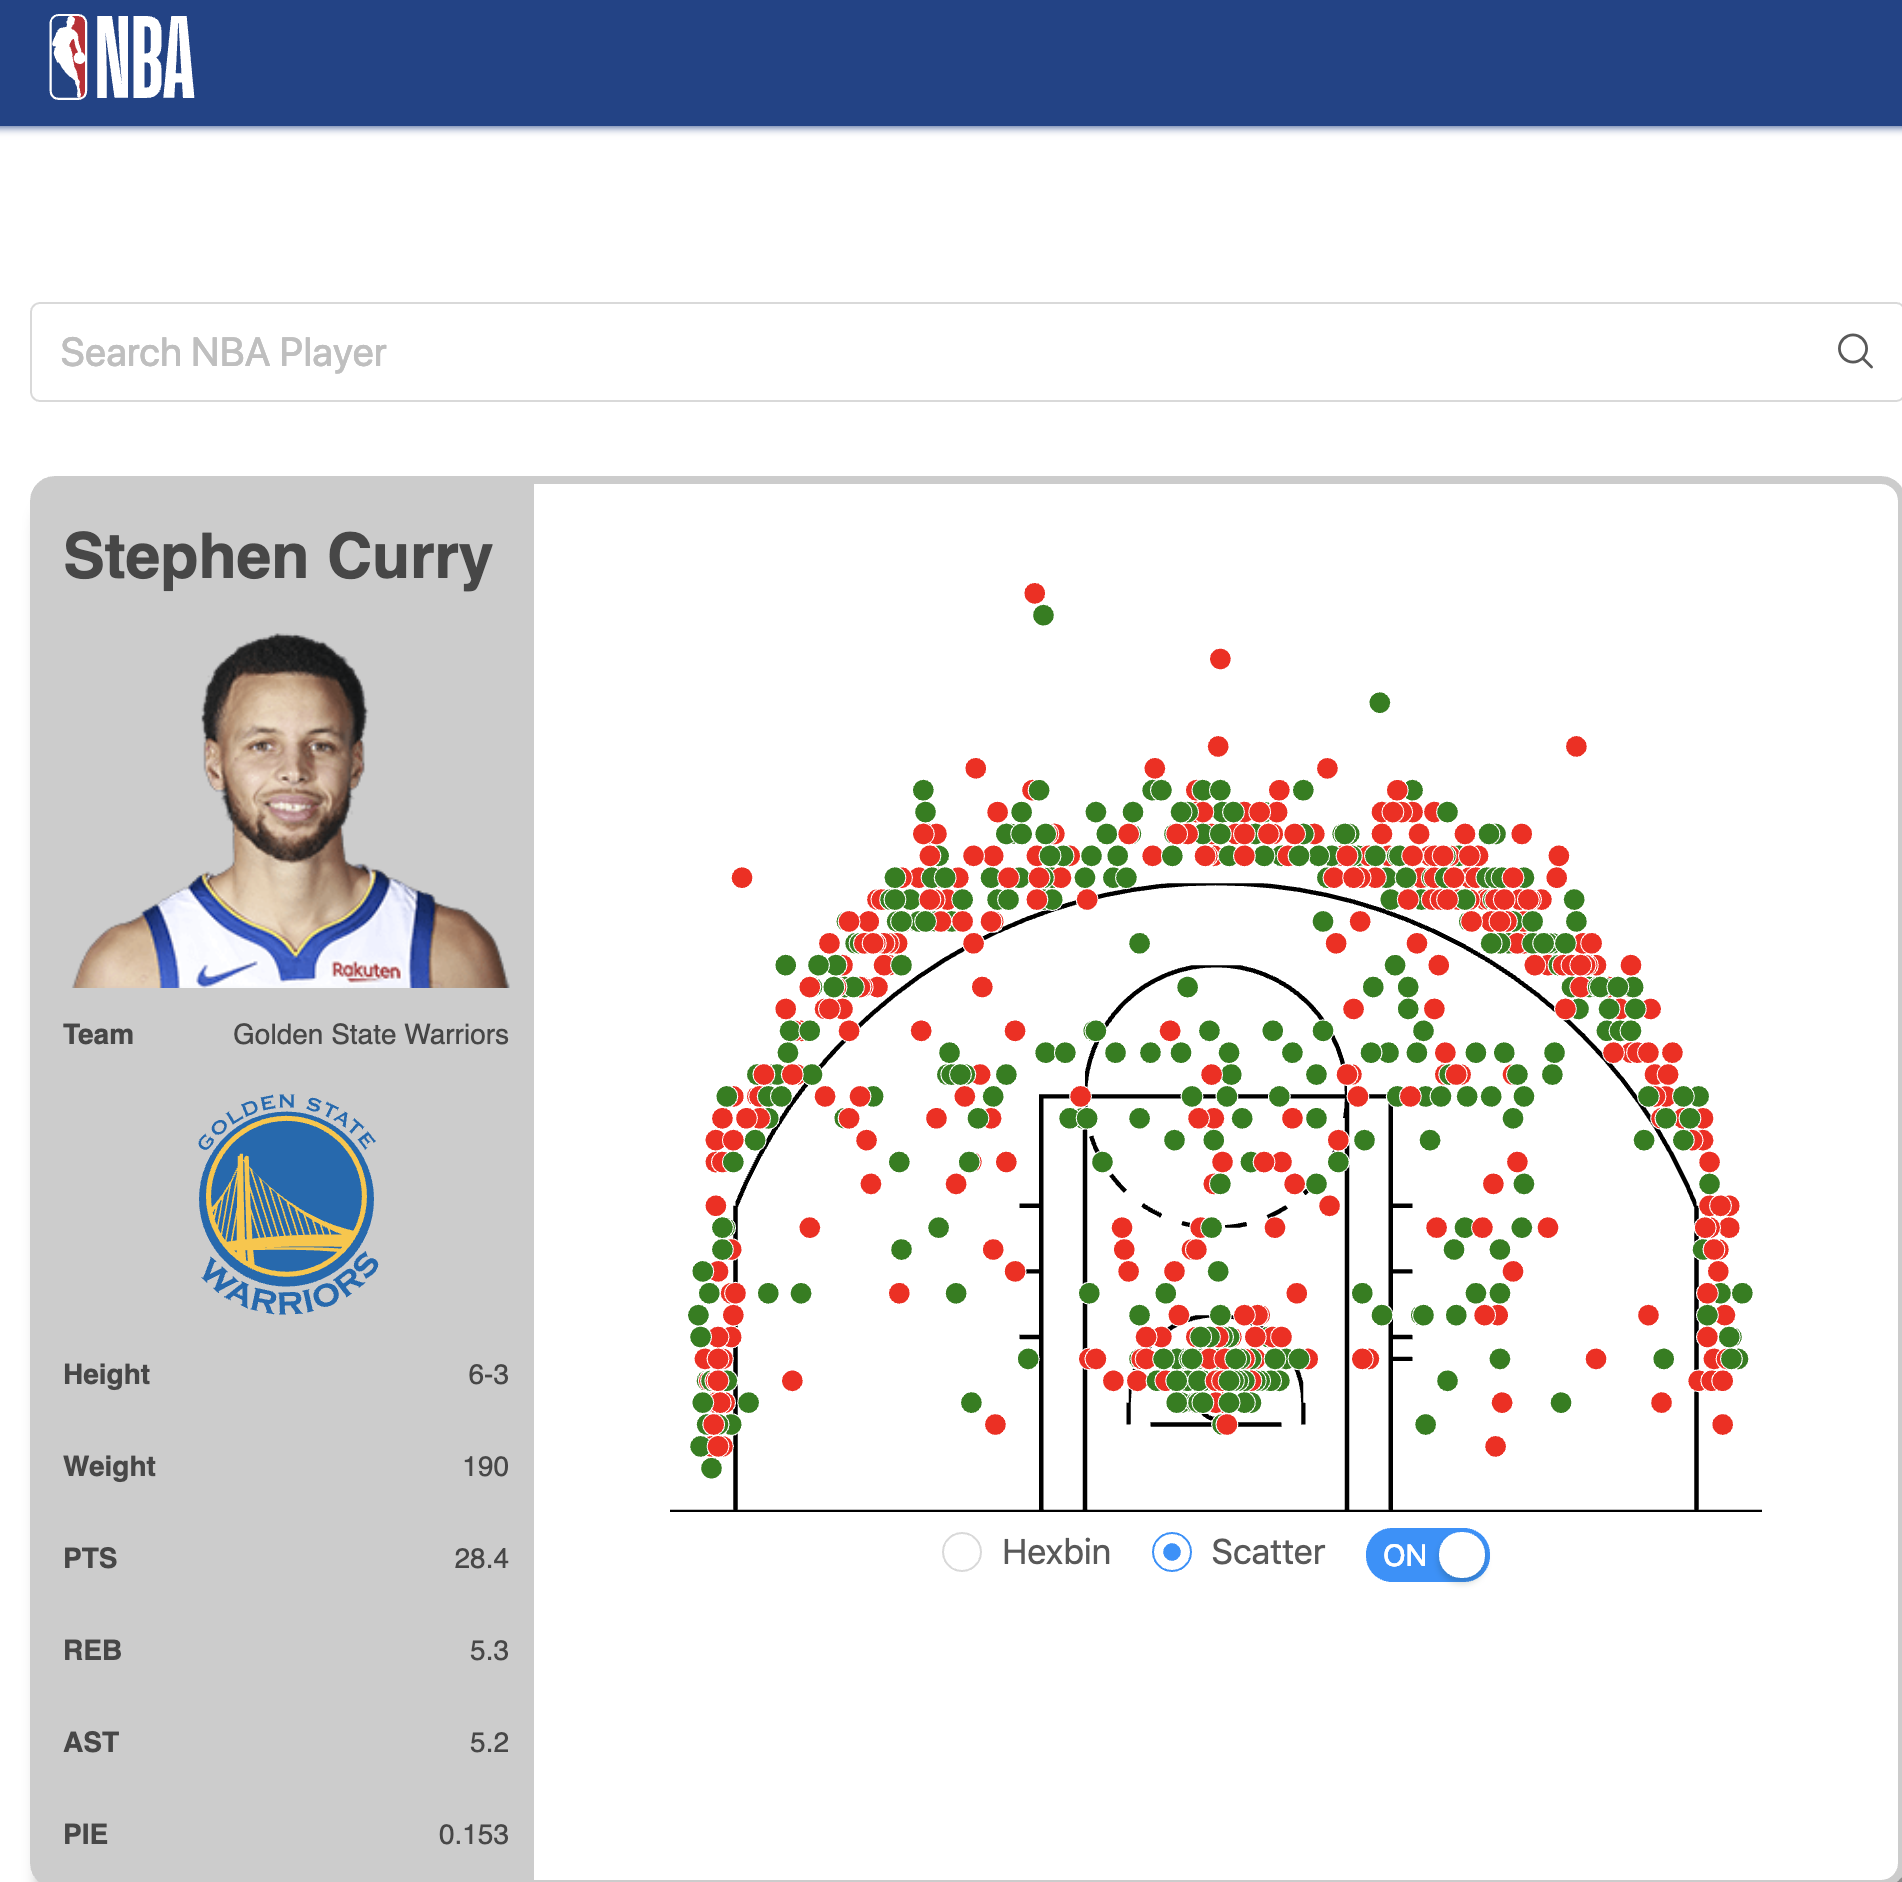 NBA
Search NBA Player
Stephen Curry
Rakuten
Team Golden State Warriors
GOLDEN STATE
WARRIORS
Height 6-3
Weight 190
PTS 28.4
REB 5.3
AST 5.2
PIE 0.153
Hexbin Scatter ON